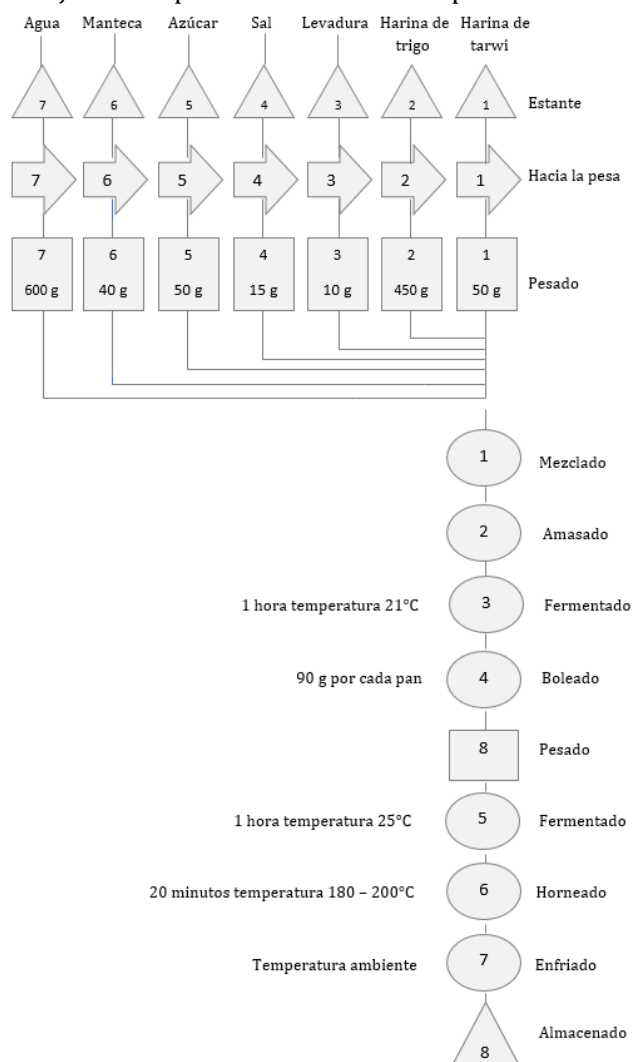 Agua Manteca Azúcar Sal Levadura Harina de trigo Harina de tarwi
7 6 5 4 3 2 1 Estante
7 6 5 4 3 2 1 Hacia la pesa
7 6 5 4 3 2 1
600 g 40 g 50 g 15 g 10 g 450 g 50 g Pesado
1 Mezclado
2 Amasado
1 hora temperatura 21°C 3 Fermentado
90 g por cada pan 4 Boleado
8 Pesado
1 hora temperatura 25°C 5 Fermentado
20 minutos temperatura 180 – 200°C 6 Horneado
Temperatura ambiente 7 Enfriado
8 Almacenado